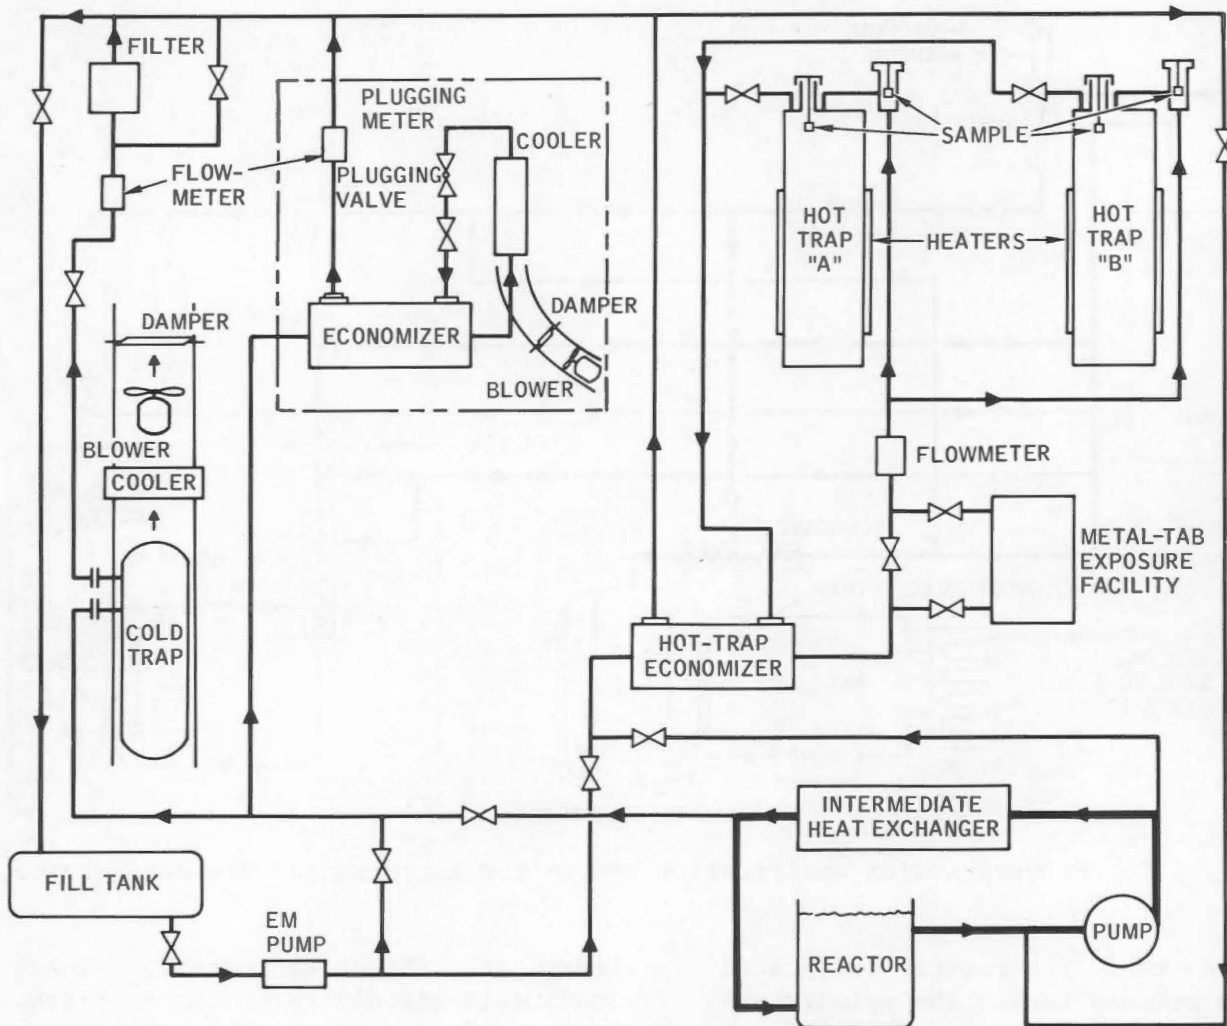 FILTER
FLOW-
METER
PLUGGING
METER
COOLER
PLUGGING
VALVE
ECONOMIZER
DAMPER
BLOWER
SAMPLE
HOT
TRAP
"A"
HEATERS
HOT
TRAP
"B"
DAMPER
BLOWER
COOLER
COLD
TRAP
FLOWMETER
METAL-TAB
EXPOSURE
FACILITY
HOT-TRAP
ECONOMIZER
INTERMEDIATE
HEAT EXCHANGER
FILL TANK
EM
PUMP
REACTOR
PUMP